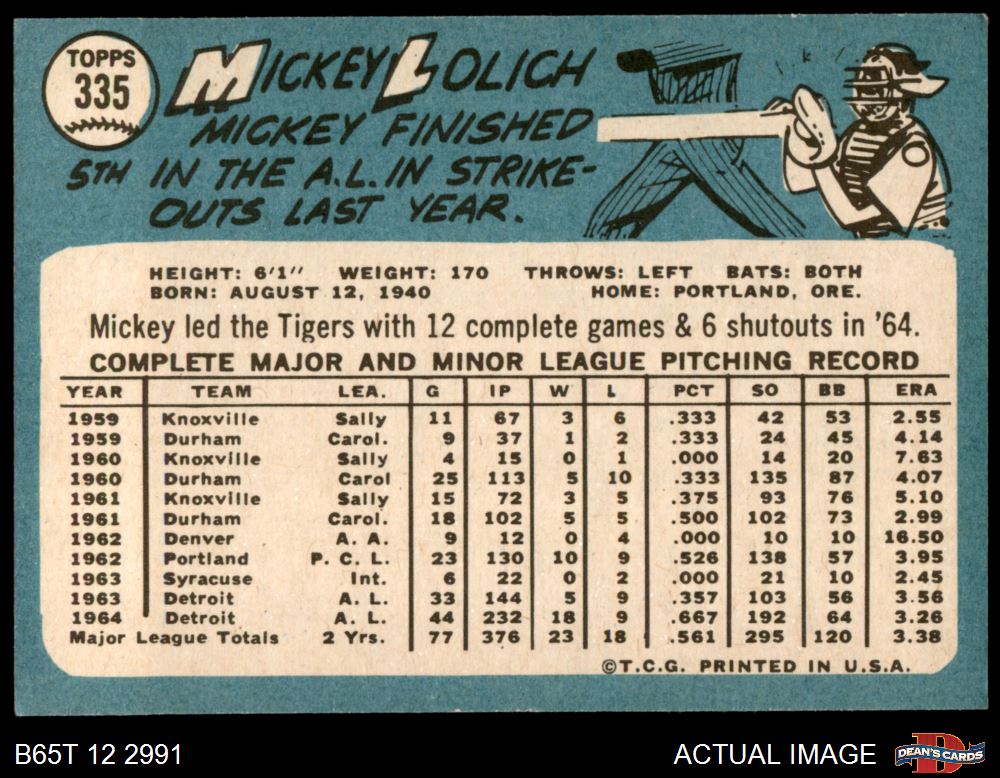 TOPPS
335
MICKEY LOLICH
MICKEY FINISHED
5TH IN THE A.L. IN STRIKE-
OUTS LAST YEAR.
HEIGHT: 6'1" WEIGHT: 170 THROWS: LEFT BATS: BOTH
BORN: AUGUST 12, 1940 HOME: PORTLAND, ORE.
Mickey led the Tigers with 12 complete games & 6 shutouts in '64.
COMPLETE MAJOR AND MINOR LEAGUE PITCHING RECORD
YEAR TEAM LEA. G IP W L PCT SO BB ERA
1959 Knoxville Sally 11 67 3 6 .333 42 53 2.55
1959 Durham Carol. 9 37 1 2 .333 24 45 4.14
1960 Knoxville Sally 4 15 0 1 .000 14 20 7.63
1960 Durham Carol 25 113 5 10 .333 135 87 4.07
1961 Knoxville Sally 15 72 3 5 .375 93 76 5.10
1961 Durham Carol. 18 102 5 5 .500 102 73 2.99
1962 Denver A. A. 9 12 0 4 .000 10 10 16.50
1962 Portland P. C. L. 23 130 10 9 .526 138 57 3.95
1963 Syracuse Int. 6 22 0 2 .000 21 10 2.45
1963 Detroit A. L. 33 144 5 9 .357 103 56 3.56
1964 Detroit A. L. 44 232 18 9 .667 192 64 3.26
Major League Totals 2 Yrs. 77 376 23 18 .561 295 120 3.38
©T.C.G. PRINTED IN U.S.A.
B65T 12 2991 ACTUAL IMAGE DEAN'S CARDS